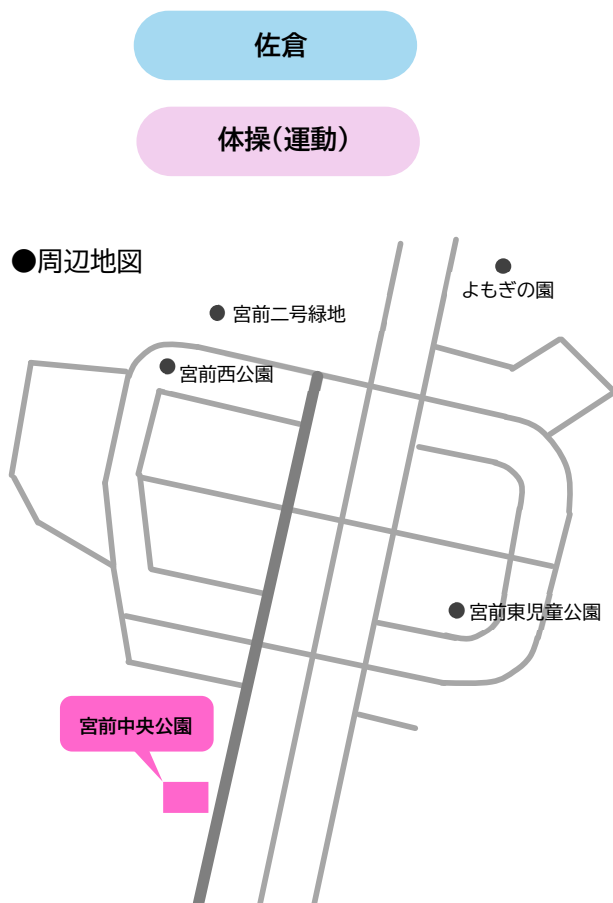 佐倉
体操(運動)
●周辺地図
よもぎの園
宮前二号緑地
宮前西公園
宮前東児童公園
宮前中央公園